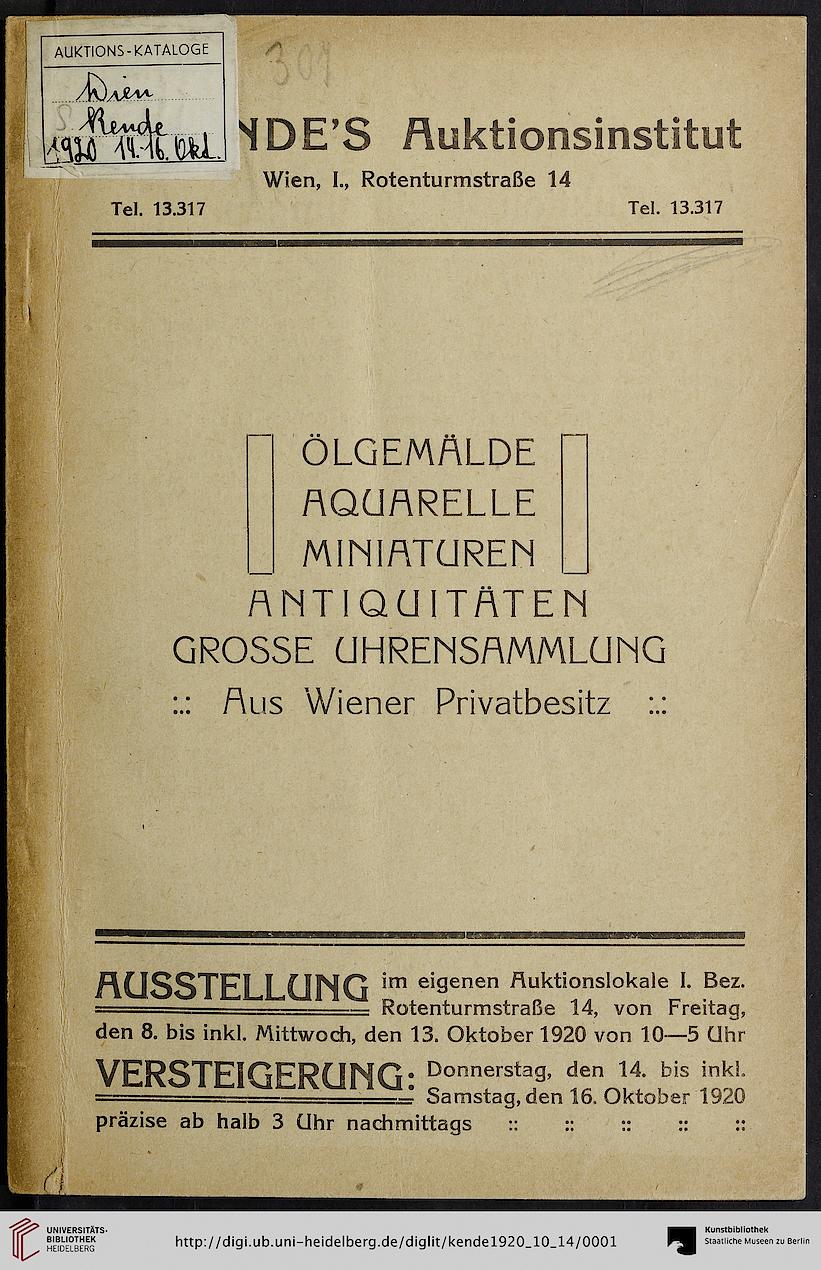 AUKTIONS-KATALOGE
Wien
S. Kende
1920 14.-16. Okt.
301
NDE'S Auktionsinstitut
Wien, I., Rotenturmstraße 14
Tel. 13.317 Tel. 13.317
ÖLGEMÄLDE
AQUARELLE
MINIATUREN
ANTIQUITÄTEN
GROSSE UHRENSAMMLUNG
::: Aus Wiener Privatbesitz :::
AUSSTELLUNG im eigenen Auktionslokale I. Bez.
Rotenturmstraße 14, von Freitag,
den 8. bis inkl. Mittwoch, den 13. Oktober 1920 von 10—5 Uhr
VERSTEIGERUNG: Donnerstag, den 14. bis inkl.
Samstag, den 16. Oktober 1920
präzise ab halb 3 Uhr nachmittags :: :: :: :: ::
UNIVERSITÄTS-
BIBLIOTHEK
HEIDELBERG
http://digi.ub.uni-heidelberg.de/diglit/kende1920_10_14/0001
Kunstbibliothek
Staatliche Museen zu Berlin